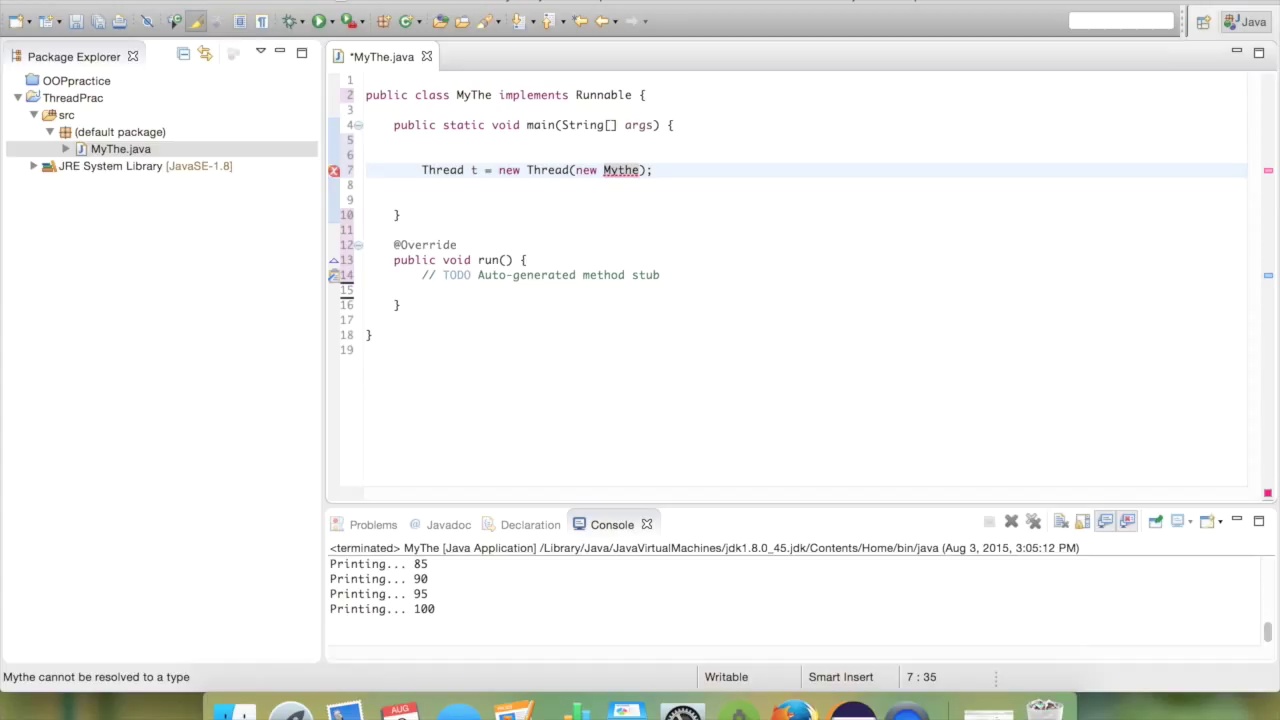 Java
Package Explorer
OOPpractice
ThreadPrac
src
(default package)
MyThe.java
JRE System Library [JavaSE-1.8]
*MyThe.java
1
2 public class MyThe implements Runnable {
3
4 public static void main(String[] args) {
5
6
7 Thread t = new Thread(new Mythe);
8
9
10 }
11
12 @Override
13 public void run() {
14 // TODO Auto-generated method stub
15
16 }
17
18 }
19
Problems @ Javadoc Declaration Console
<terminated> MyThe [Java Application] /Library/Java/JavaVirtualMachines/jdk1.8.0_45.jdk/Contents/Home/bin/java (Aug 3, 2015, 3:05:12 PM)
Printing... 85
Printing... 90
Printing... 95
Printing... 100
Mythe cannot be resolved to a type Writable Smart Insert 7 : 35
AUG